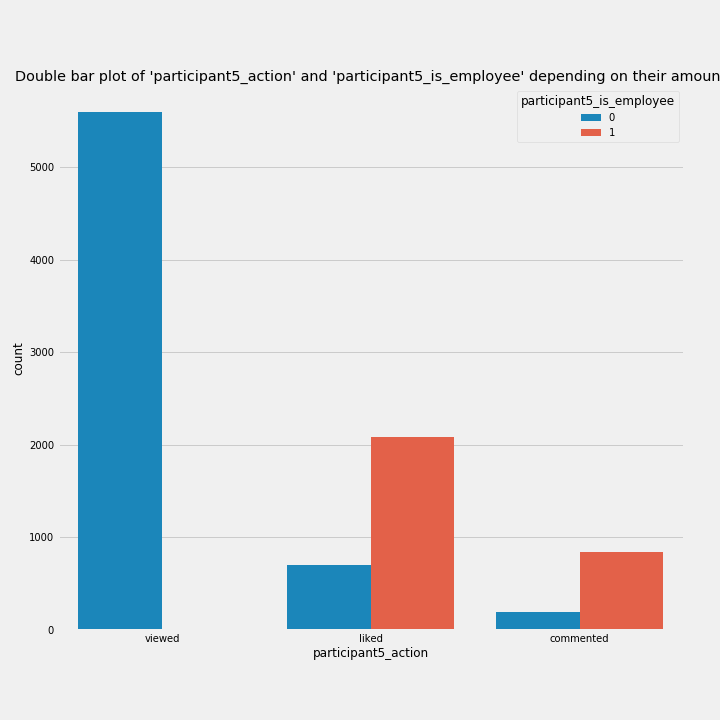 Double bar plot of 'participant5_action' and 'participant5_is_employee' depending on their amoun
participant5_is_employee
0
1
5000
4000
3000
2000
1000
0
count
viewed
liked
commented
participant5_action